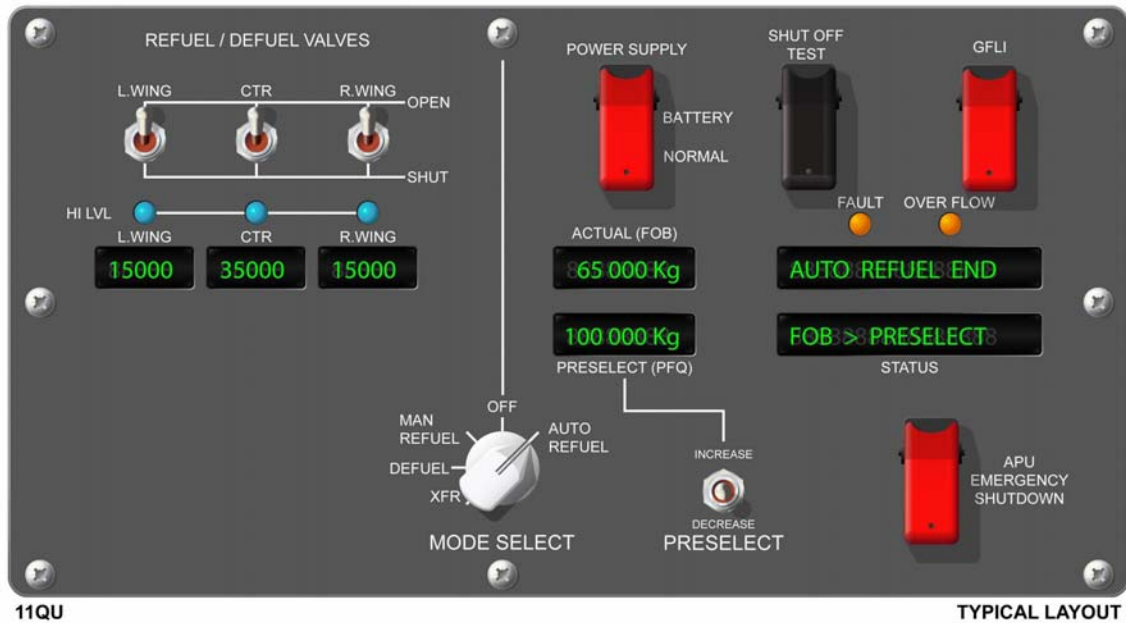 REFUEL / DEFUEL VALVES
L.WING CTR R.WING
OPEN
SHUT
HI LVL
L.WING CTR R.WING
15000 35000 15000
POWER SUPPLY
BATTERY
NORMAL
SHUT OFF
TEST
GFLI
FAULT OVER FLOW
ACTUAL (FOB)
65 000 Kg
AUTO REFUEL END
100 000 Kg
FOB > PRESELECT
PRESELECT (PFQ)
STATUS
OFF
MAN
REFUEL
AUTO
REFUEL
DEFUEL
XFR
MODE SELECT
INCREASE
DECREASE
PRESELECT
APU
EMERGENCY
SHUTDOWN
11QU
TYPICAL LAYOUT